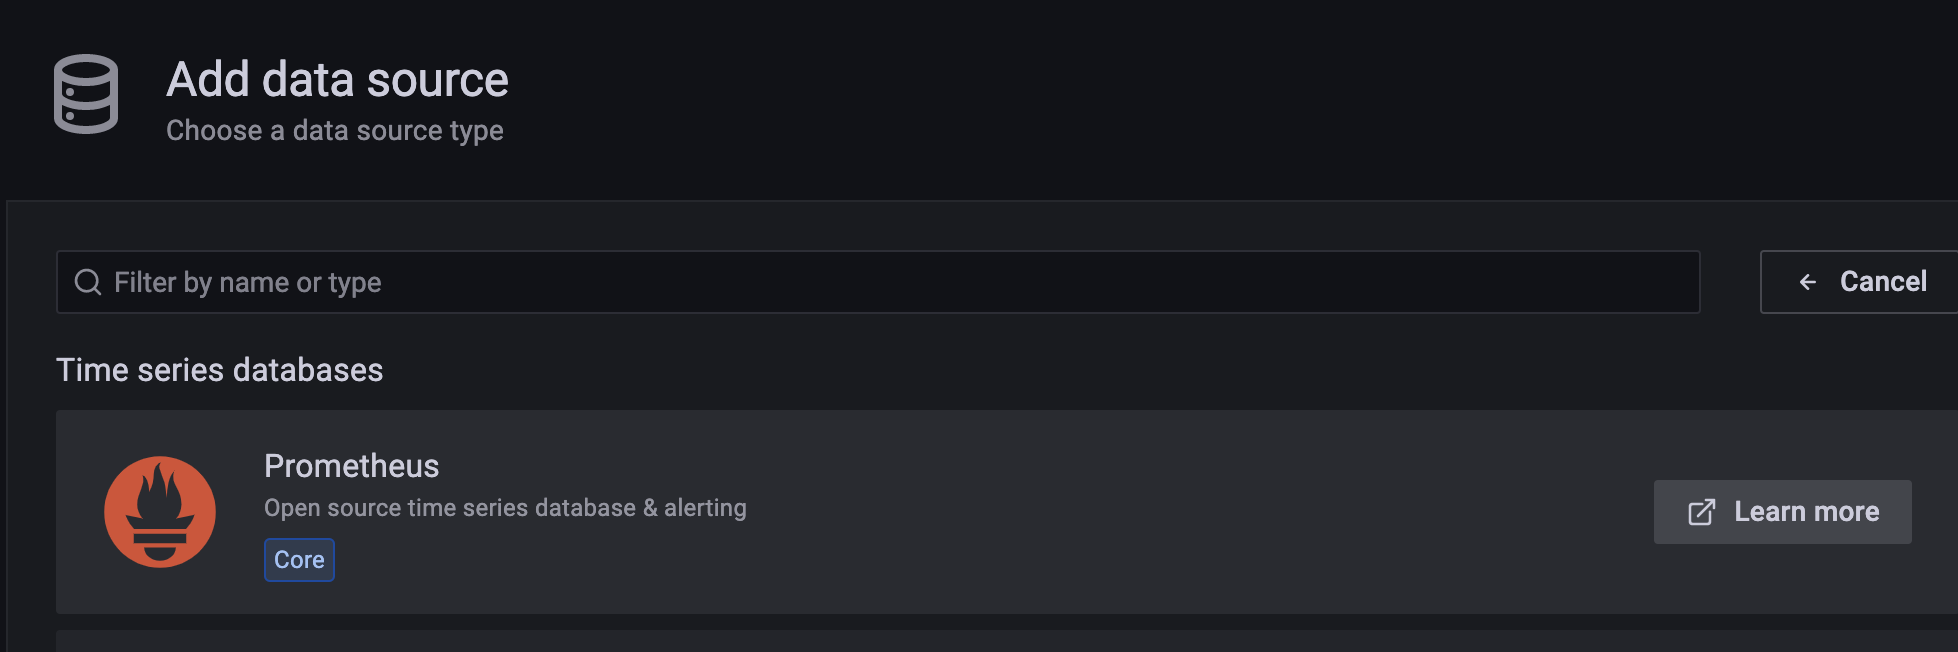 Add data source
Choose a data source type
Filter by name or type
Cancel
Time series databases
Prometheus
Open source time series database & alerting
Core
Learn more